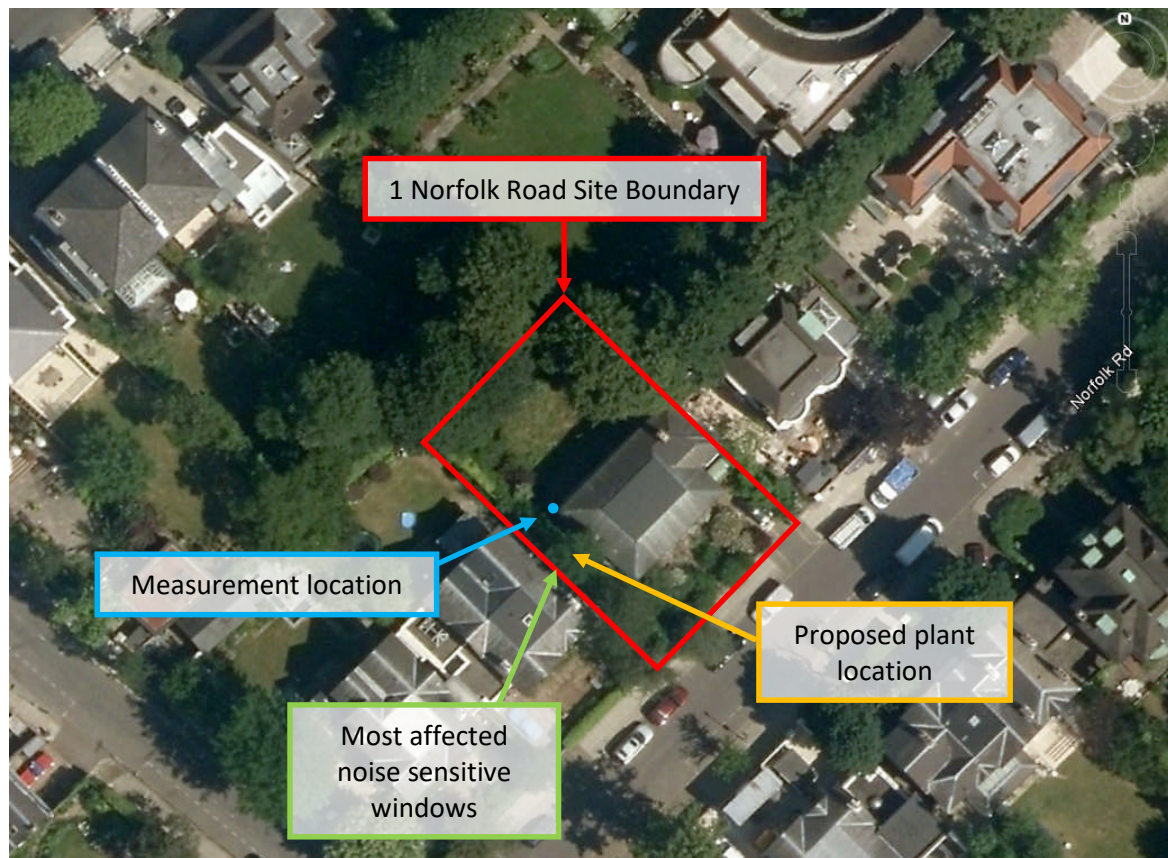 N
1 Norfolk Road Site Boundary
Norfolk Rd
Measurement location
Proposed plant
location
Most affected
noise sensitive
windows